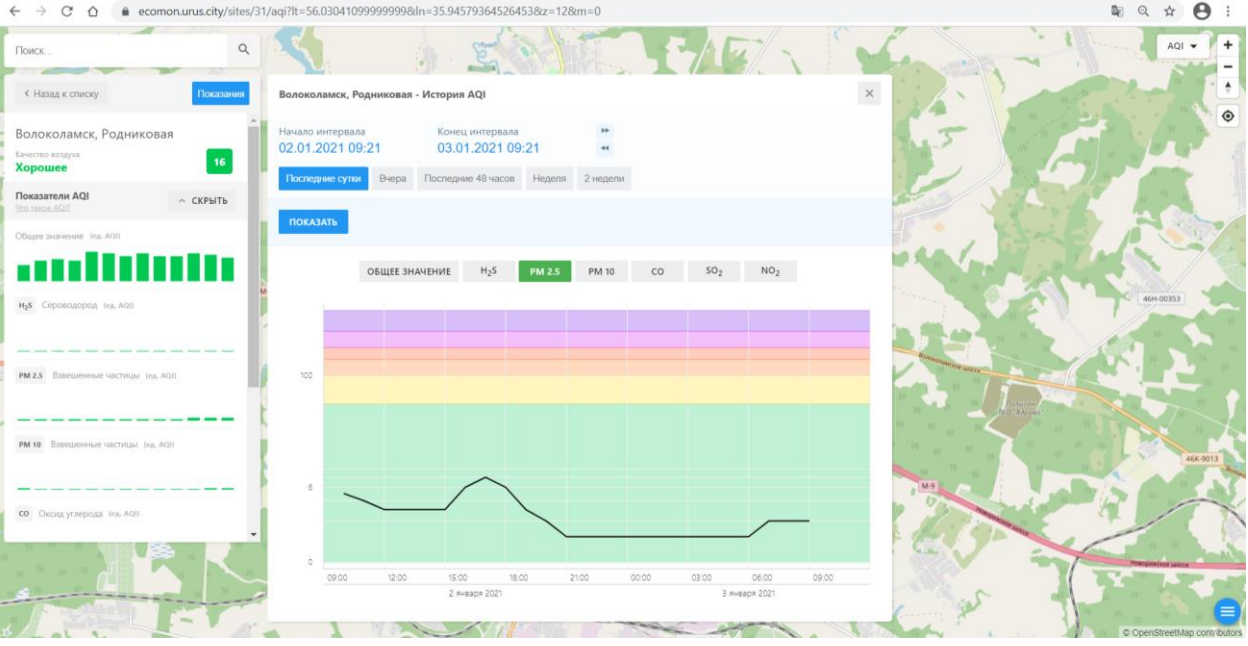 ecomon.urus.city/sites/31/aqi?lt=56.03041099999999&ln=35.94579364526453&z=12&m=0
Поиск...
AQI
Назад к списку
Показания
Волоколамск, Родниковая
Качество воздуха
Хорошее
16
Показатели AQI
Что такое AQI?
СКРЫТЬ
Общее значение (ед. AQI)
H₂S Сероводород (ед. AQI)
PM 2.5 Взвешенные частицы (ед. AQI)
PM 10 Взвешенные частицы (ед. AQI)
CO Оксид углерода (ед. AQI)
Волоколамск, Родниковая - История AQI
Начало интервала
Конец интервала
02.01.2021 09:21
03.01.2021 09:21
Последние сутки
Вчера
Последние 48 часов
Неделя
2 недели
ПОКАЗАТЬ
ОБЩЕЕ ЗНАЧЕНИЕ
H₂S
PM 2.5
PM 10
CO
SO₂
NO₂
100
6
0
09:00 12:00 15:00 18:00 21:00 00:00 03:00 06:00 09:00
2 января 2021
3 января 2021
46Н-00353
Волоколамское шоссе
Полигон
ТБО "Ядрово"
46К-9013
М-9
Новорижское шоссе
Новорижское шоссе
© OpenStreetMap contributors